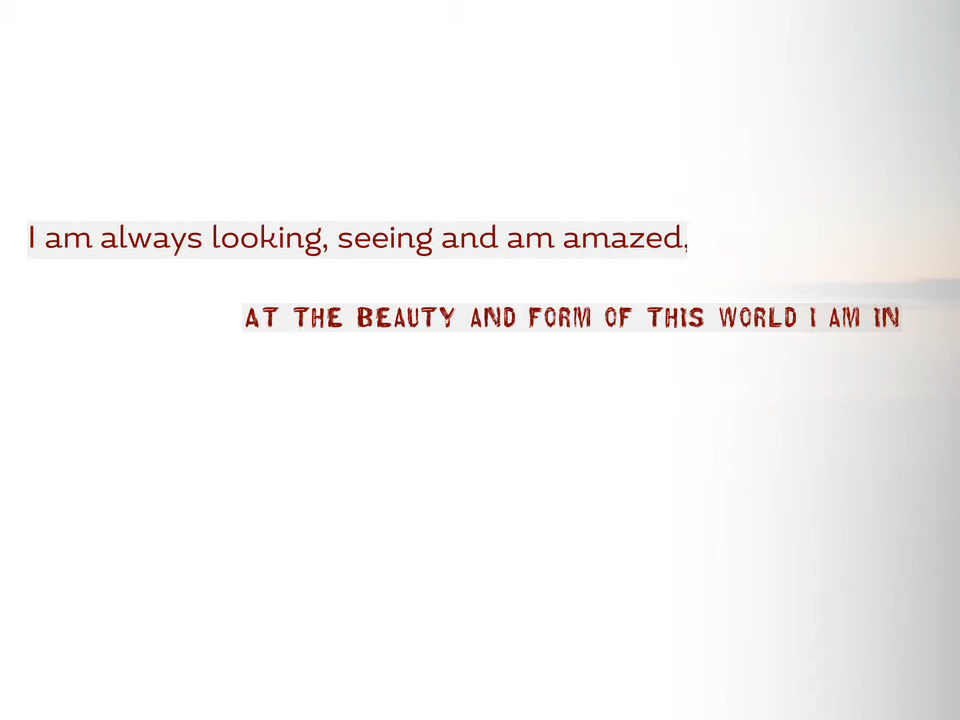 I am always looking, seeing and am amazed,
AT THE BEAUTY AND FORM OF THIS WORLD I AM IN